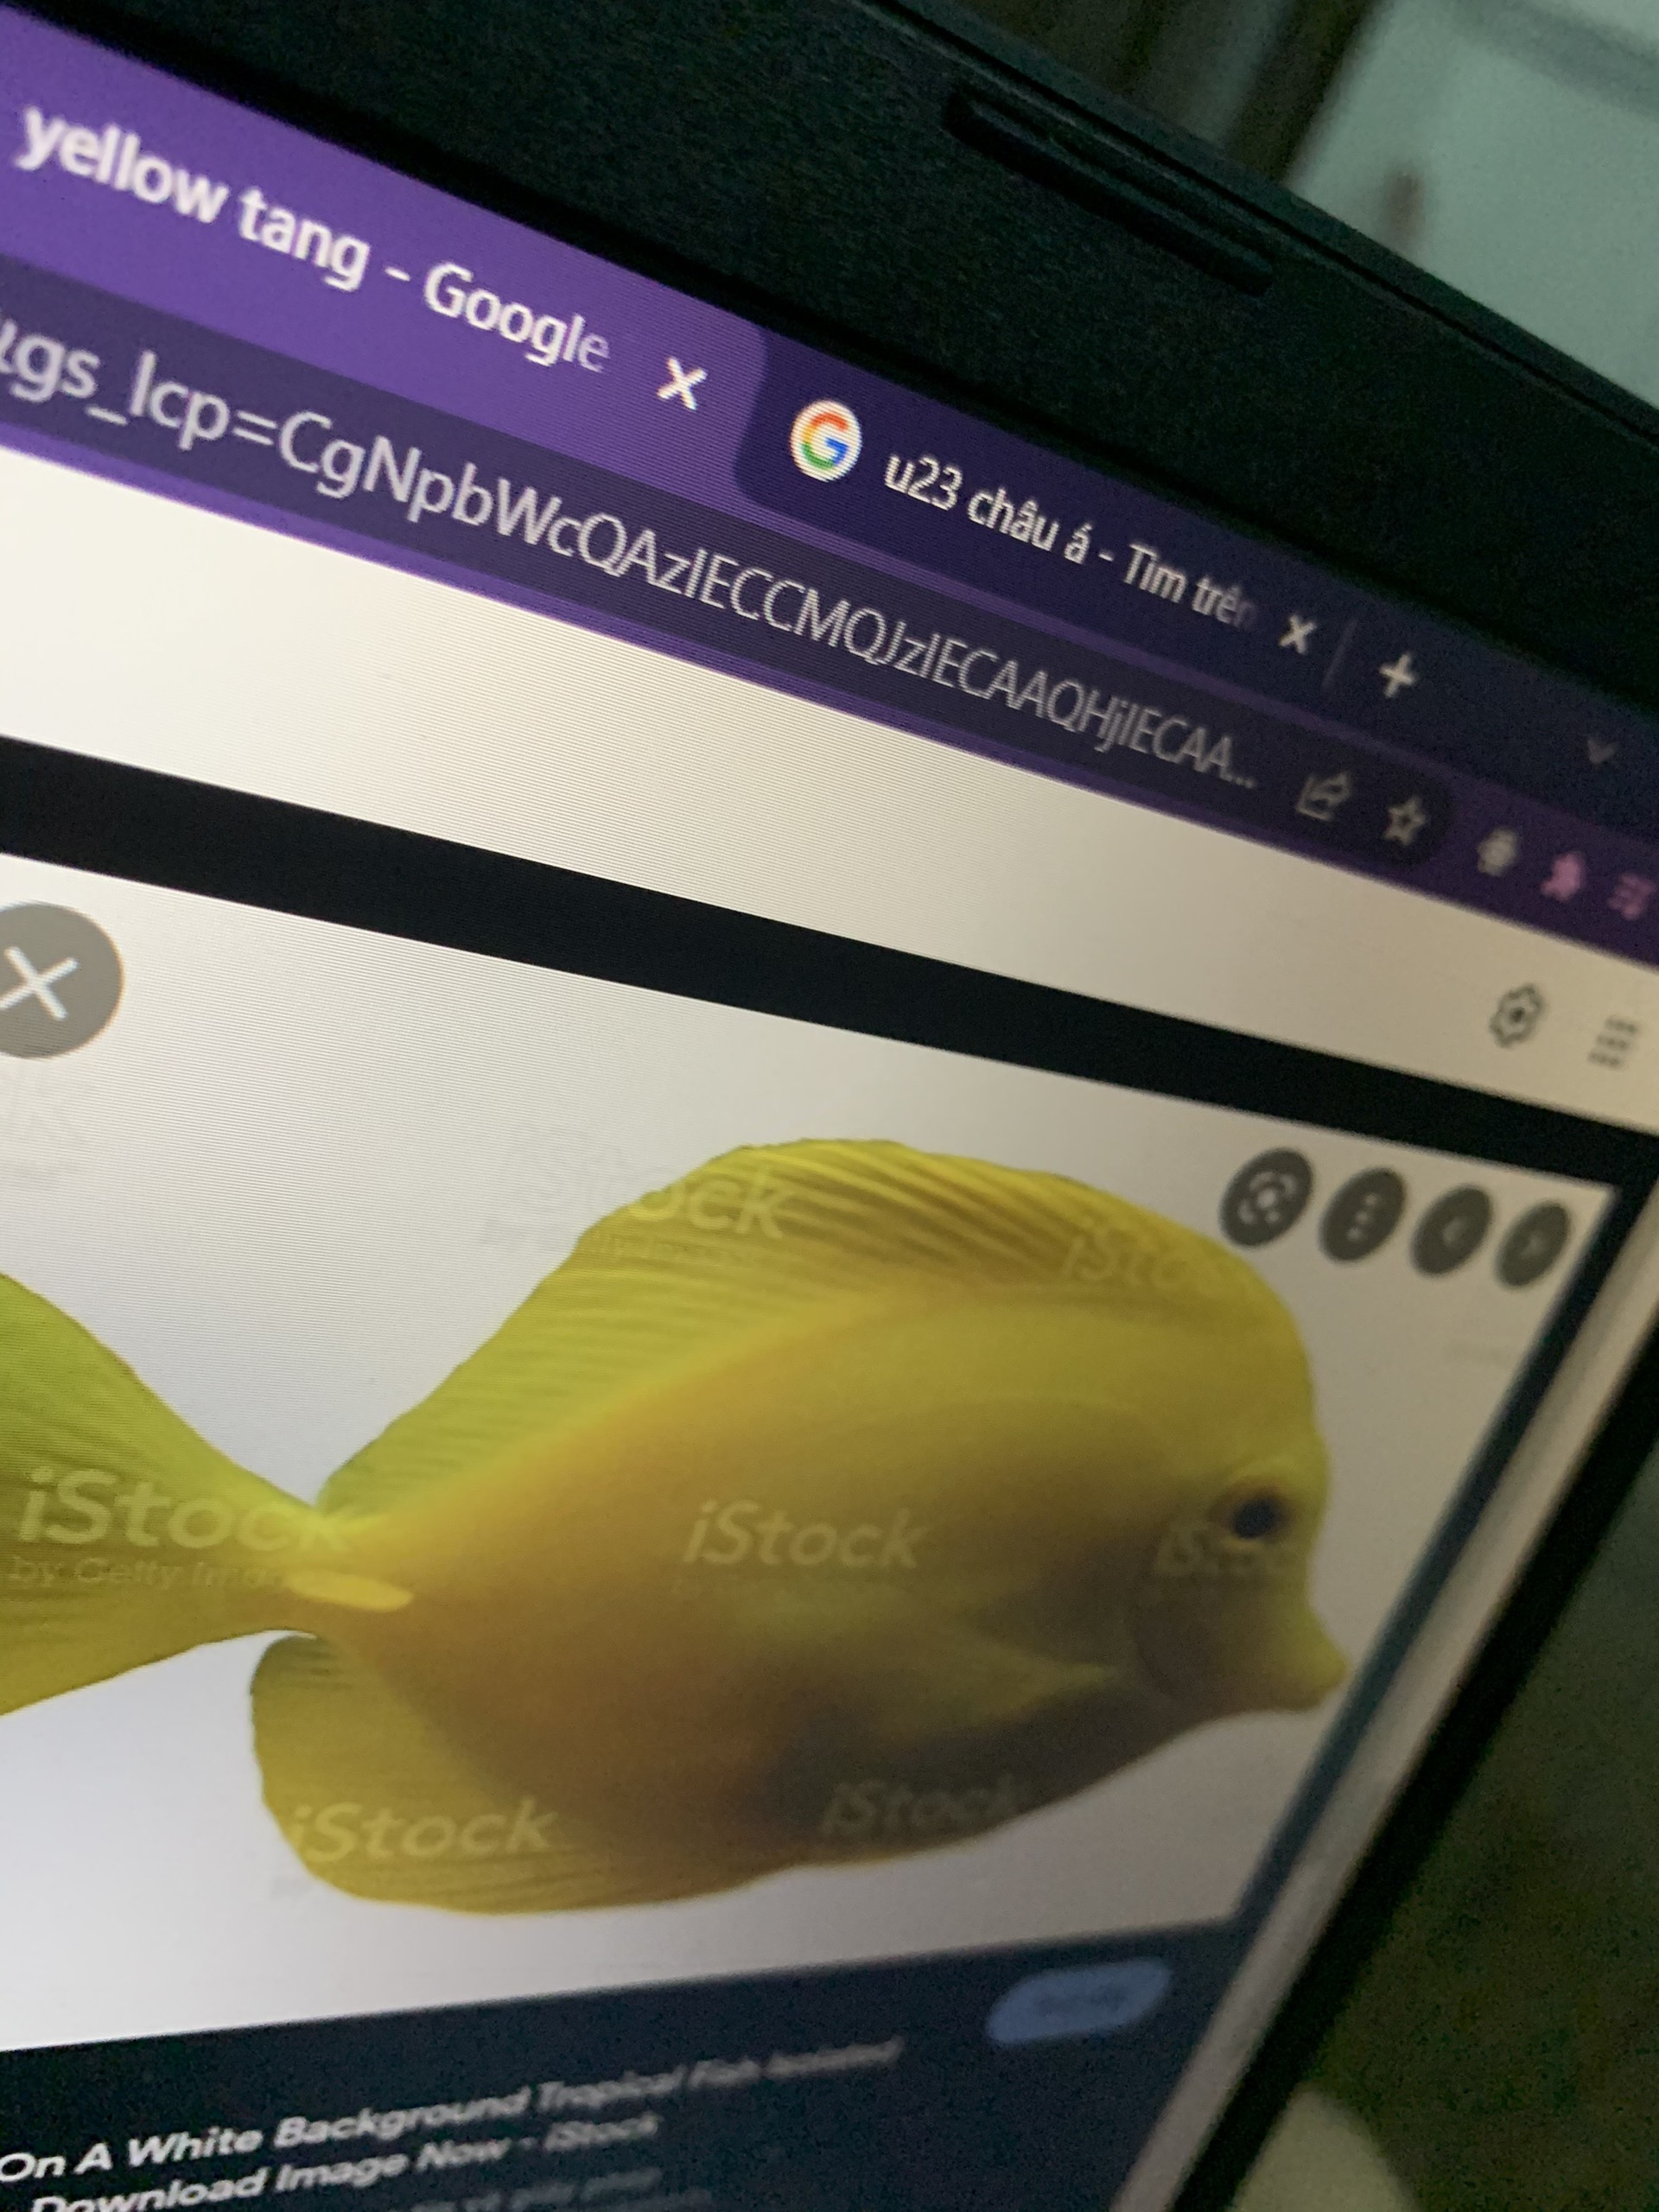 yellow tang - Google
u23 châu á - Tìm trên
gs_lcp=CgNpbWcQAzIECCMQJzIECAAQHjIECAA...
iStock
iStock
iStock
by Getty Images
iStock
iStock
iStock
iStock
On A White Background Tropical Fish Isolated
Download Image Now - iStock